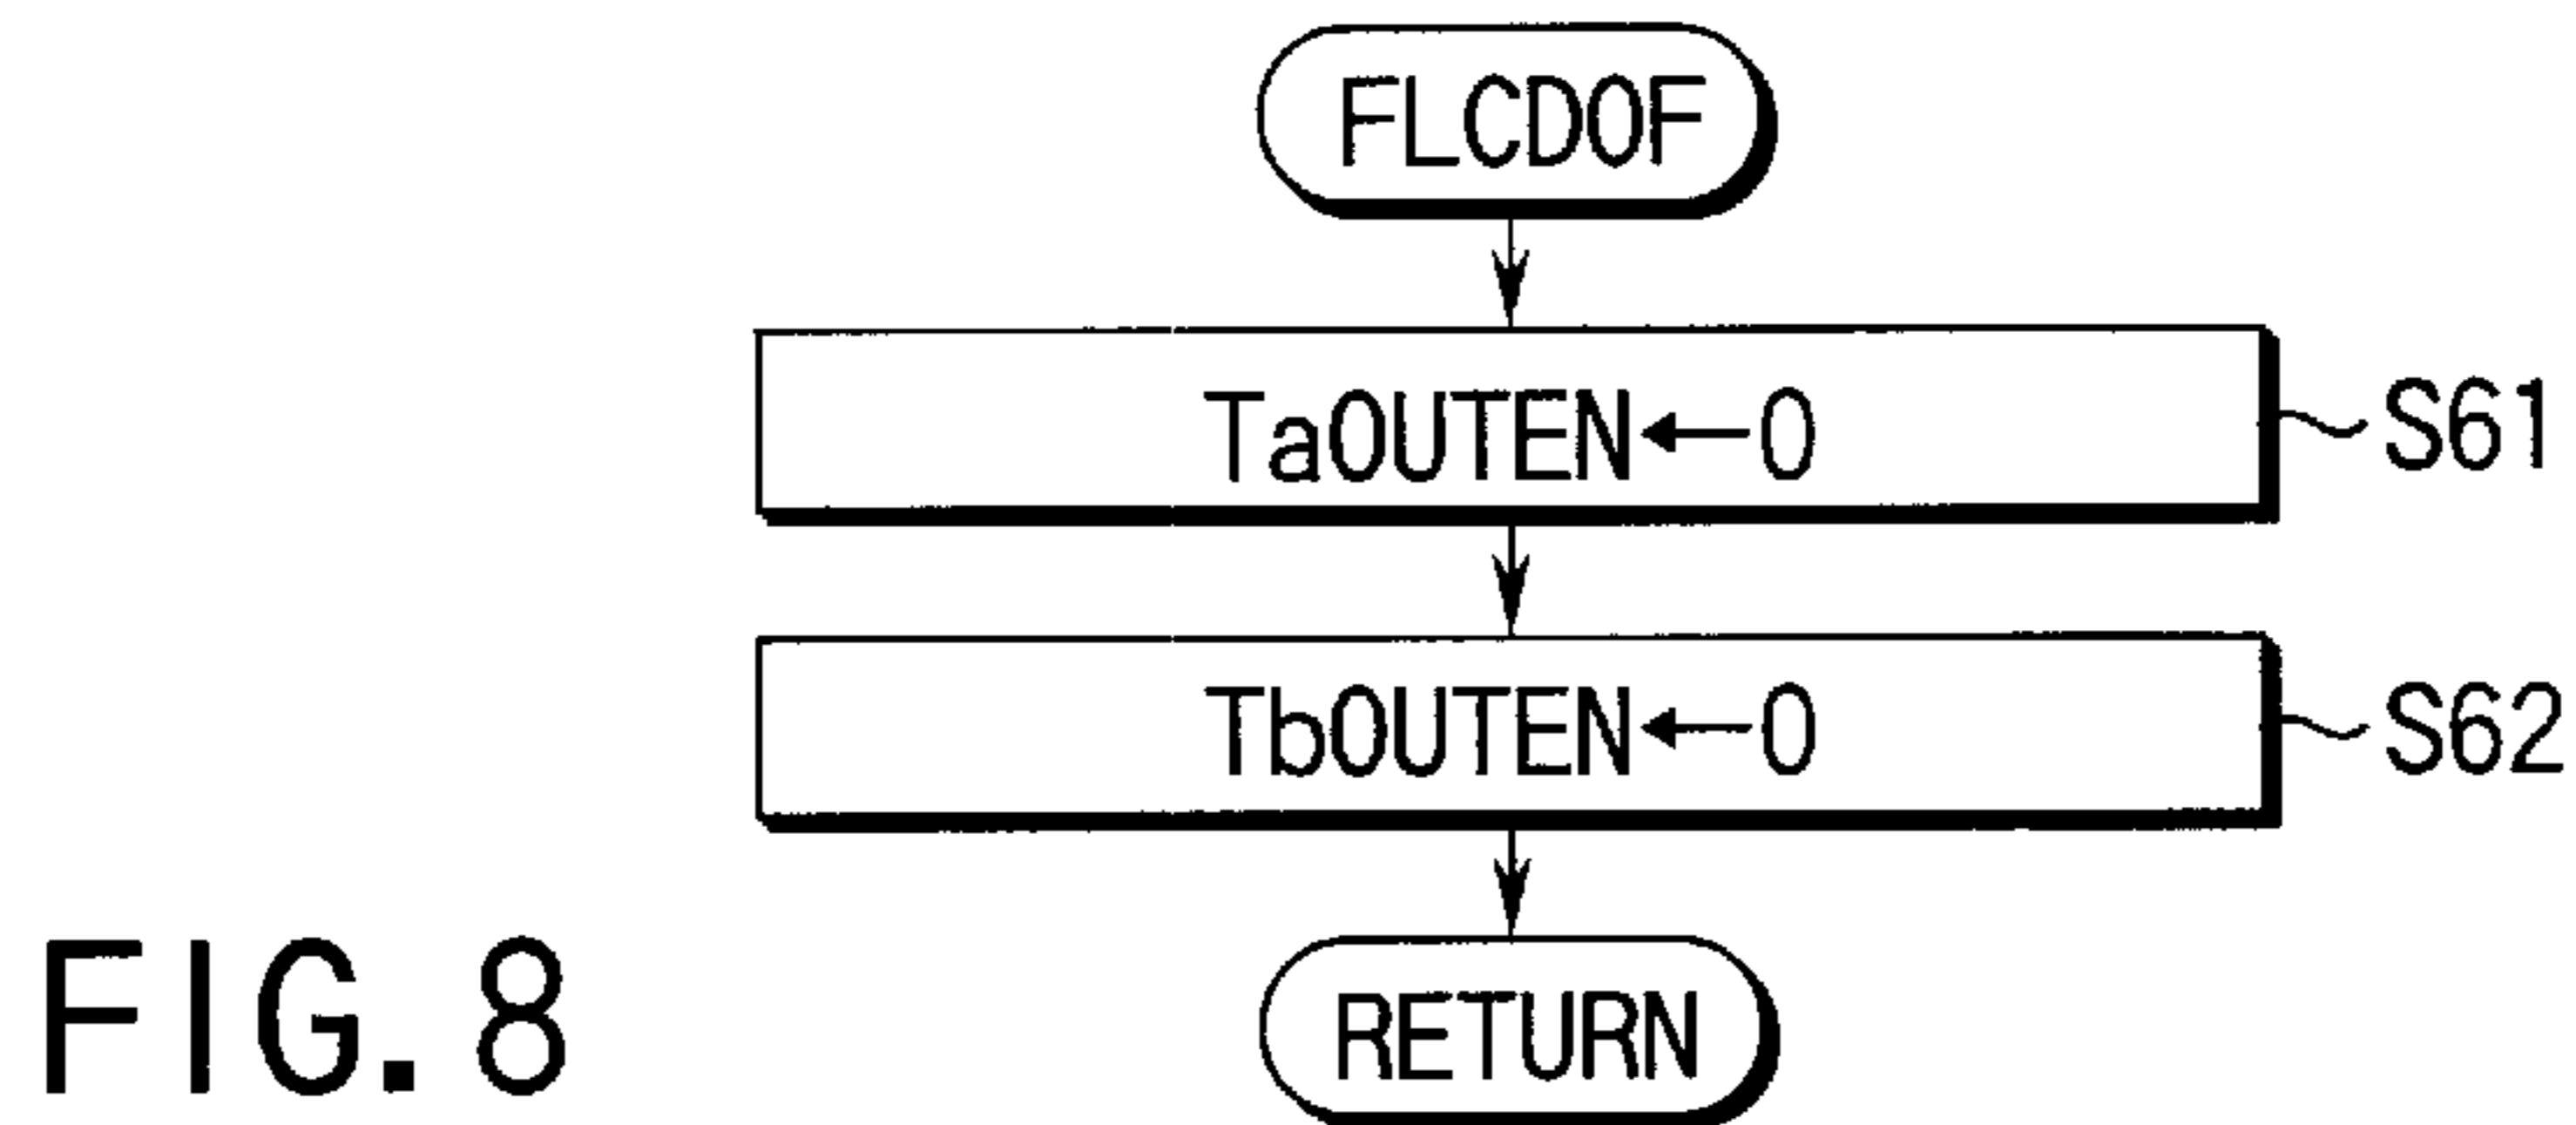 FLCDOF
TaOUTEN←0
S61
TbOUTEN←0
S62
RETURN
FIG. 8